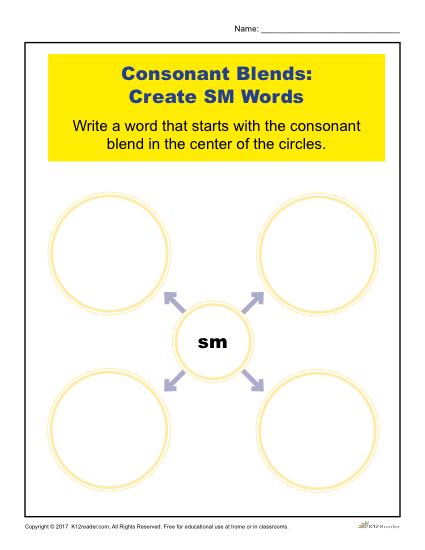 Name: ___________________________________
Consonant Blends:
Create SM Words
Write a word that starts with the consonant
blend in the center of the circles.
sm
Copyright © 2017 K12reader.com. All Rights Reserved. Free for educational use at home or in classrooms.
K12Reader